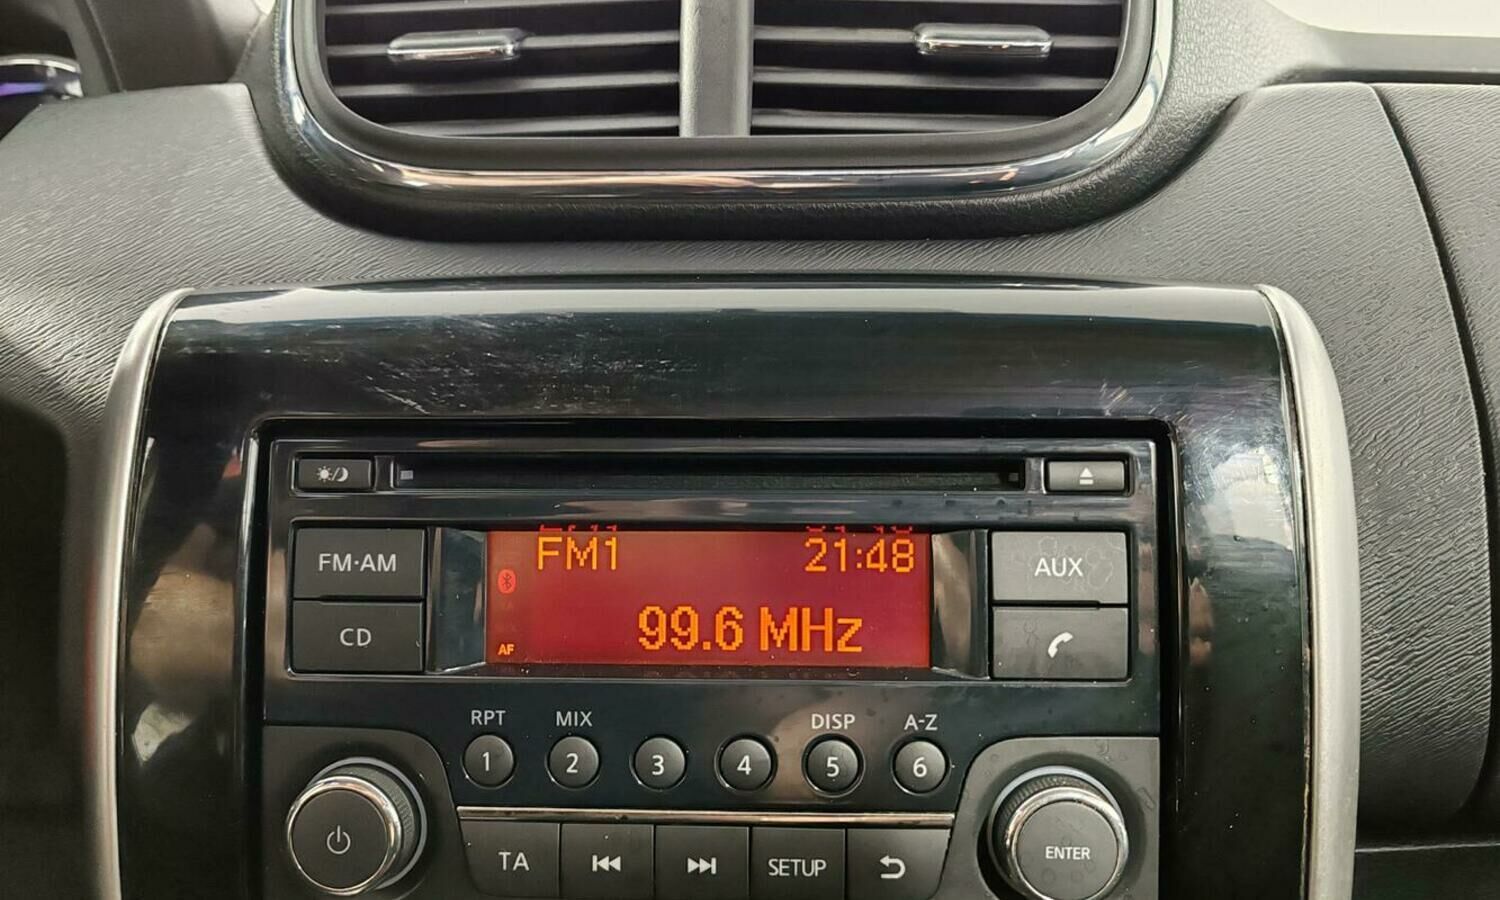 FM1 21:48
AF 99.6 MHz
FM·AM
CD
AUX
RPT MIX DISP A-Z
1 2 3 4 5 6
TA SETUP
ENTER